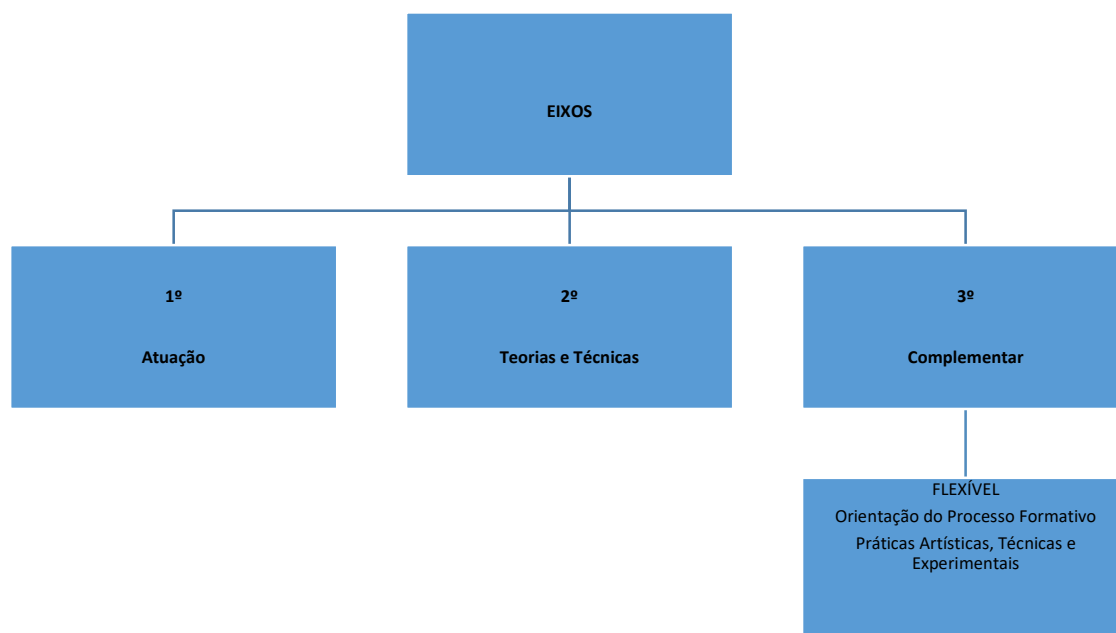 EIXOS
1º
Atuação
2º
Teorias e Técnicas
3º
Complementar
FLEXÍVEL
Orientação do Processo Formativo
Práticas Artísticas, Técnicas e
Experimentais